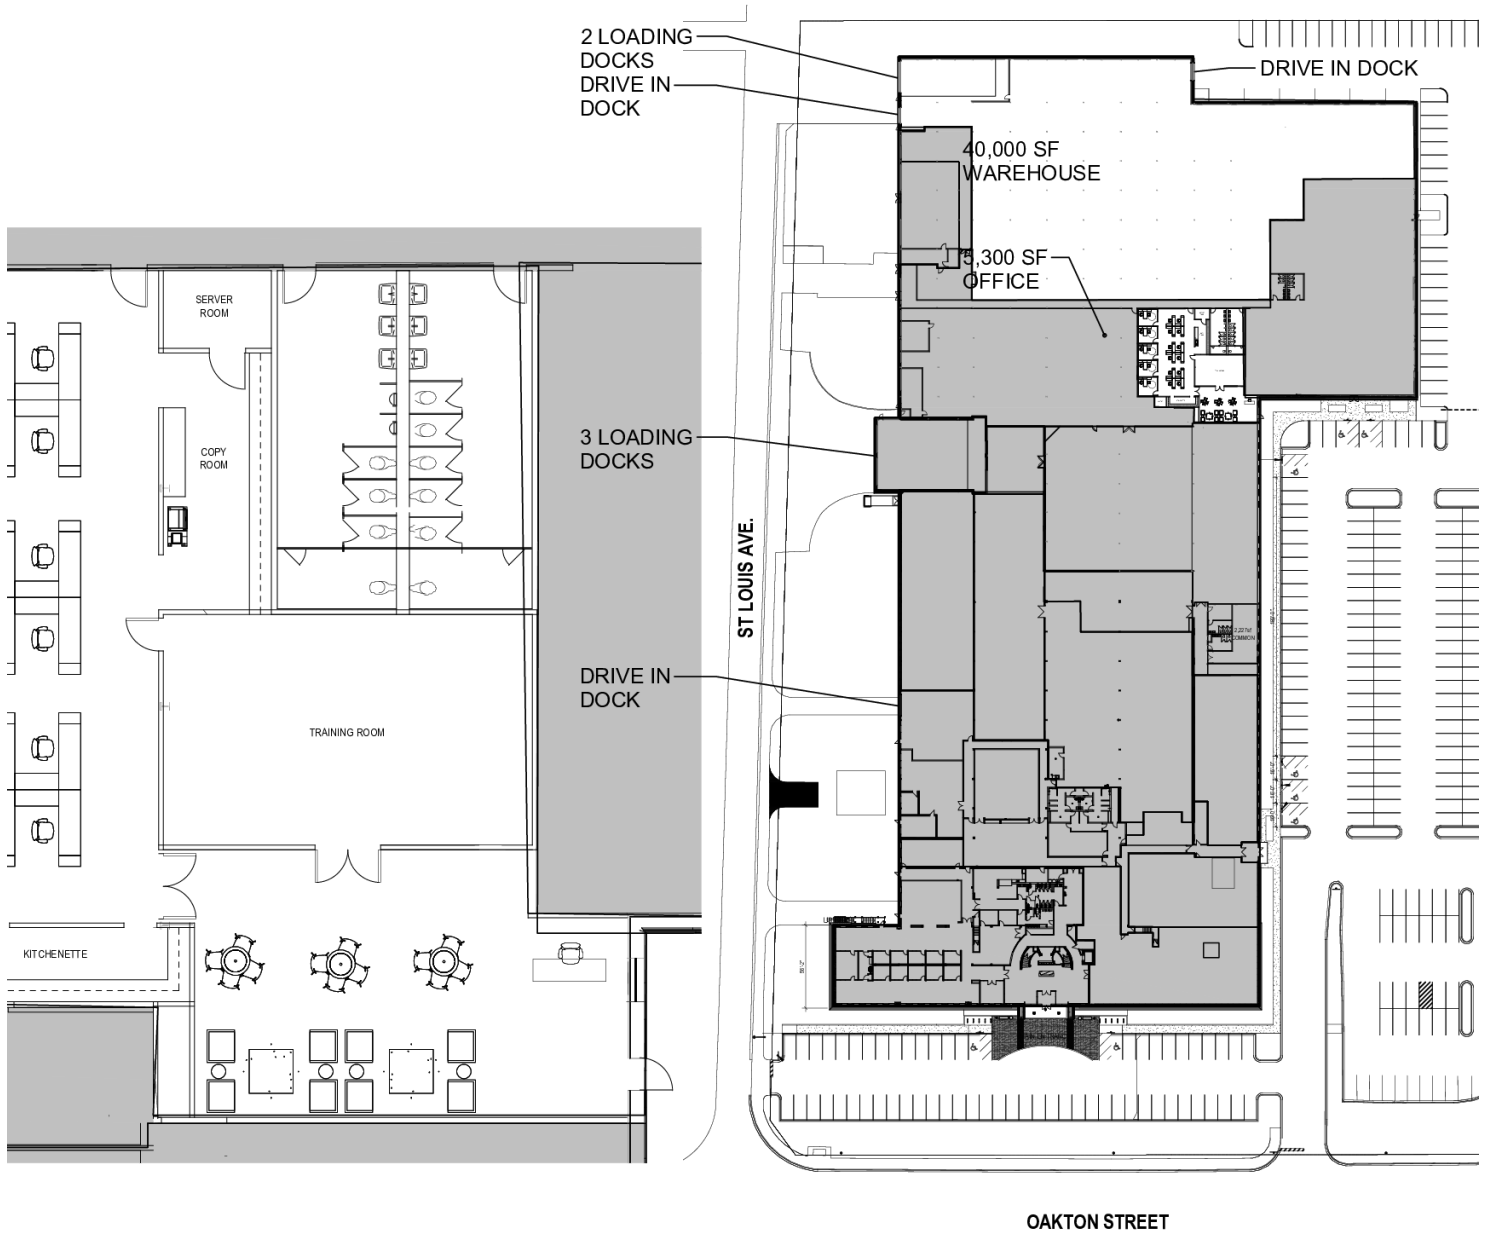 2 LOADING
DOCKS
DRIVE IN
DOCK
DRIVE IN DOCK
40,000 SF
WAREHOUSE
5,300 SF
OFFICE
SERVER
ROOM
COPY
ROOM
3 LOADING
DOCKS
ST LOUIS AVE.
DRIVE IN
DOCK
COMMON
TRAINING ROOM
KITCHENETTE
OAKTON STREET